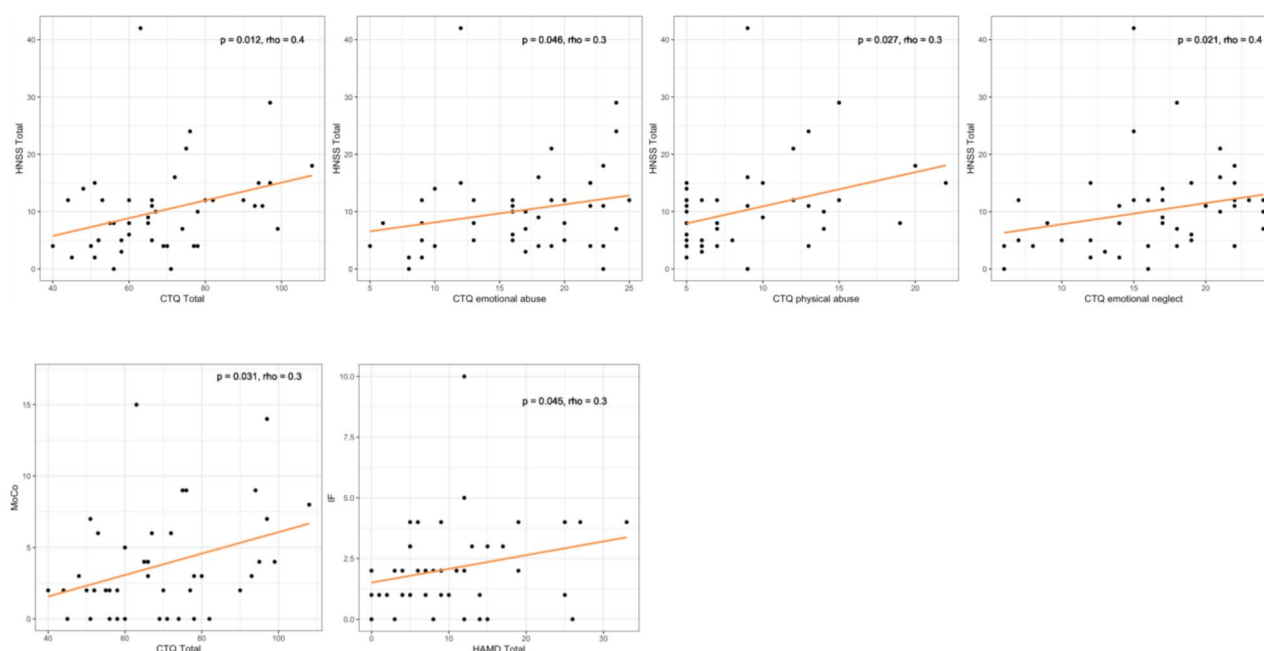 p = 0.012, rho = 0.4
HNSS Total
40
30
20
10
0
40 60 80 100
CTQ Total
p = 0.046, rho = 0.3
HNSS Total
40
30
20
10
0
5 10 15 20 25
CTQ emotional abuse
p = 0.027, rho = 0.3
HNSS Total
40
30
20
10
0
5 10 15 20
CTQ physical abuse
p = 0.021, rho = 0.4
HNSS Total
40
30
20
10
0
10 15 20
CTQ emotional neglect
p = 0.031, rho = 0.3
MoCo
15
10
5
0
40 60 80 100
CTQ Total
p = 0.045, rho = 0.3
IF
10.0
7.5
5.0
2.5
0.0
0 10 20 30
HAMD Total